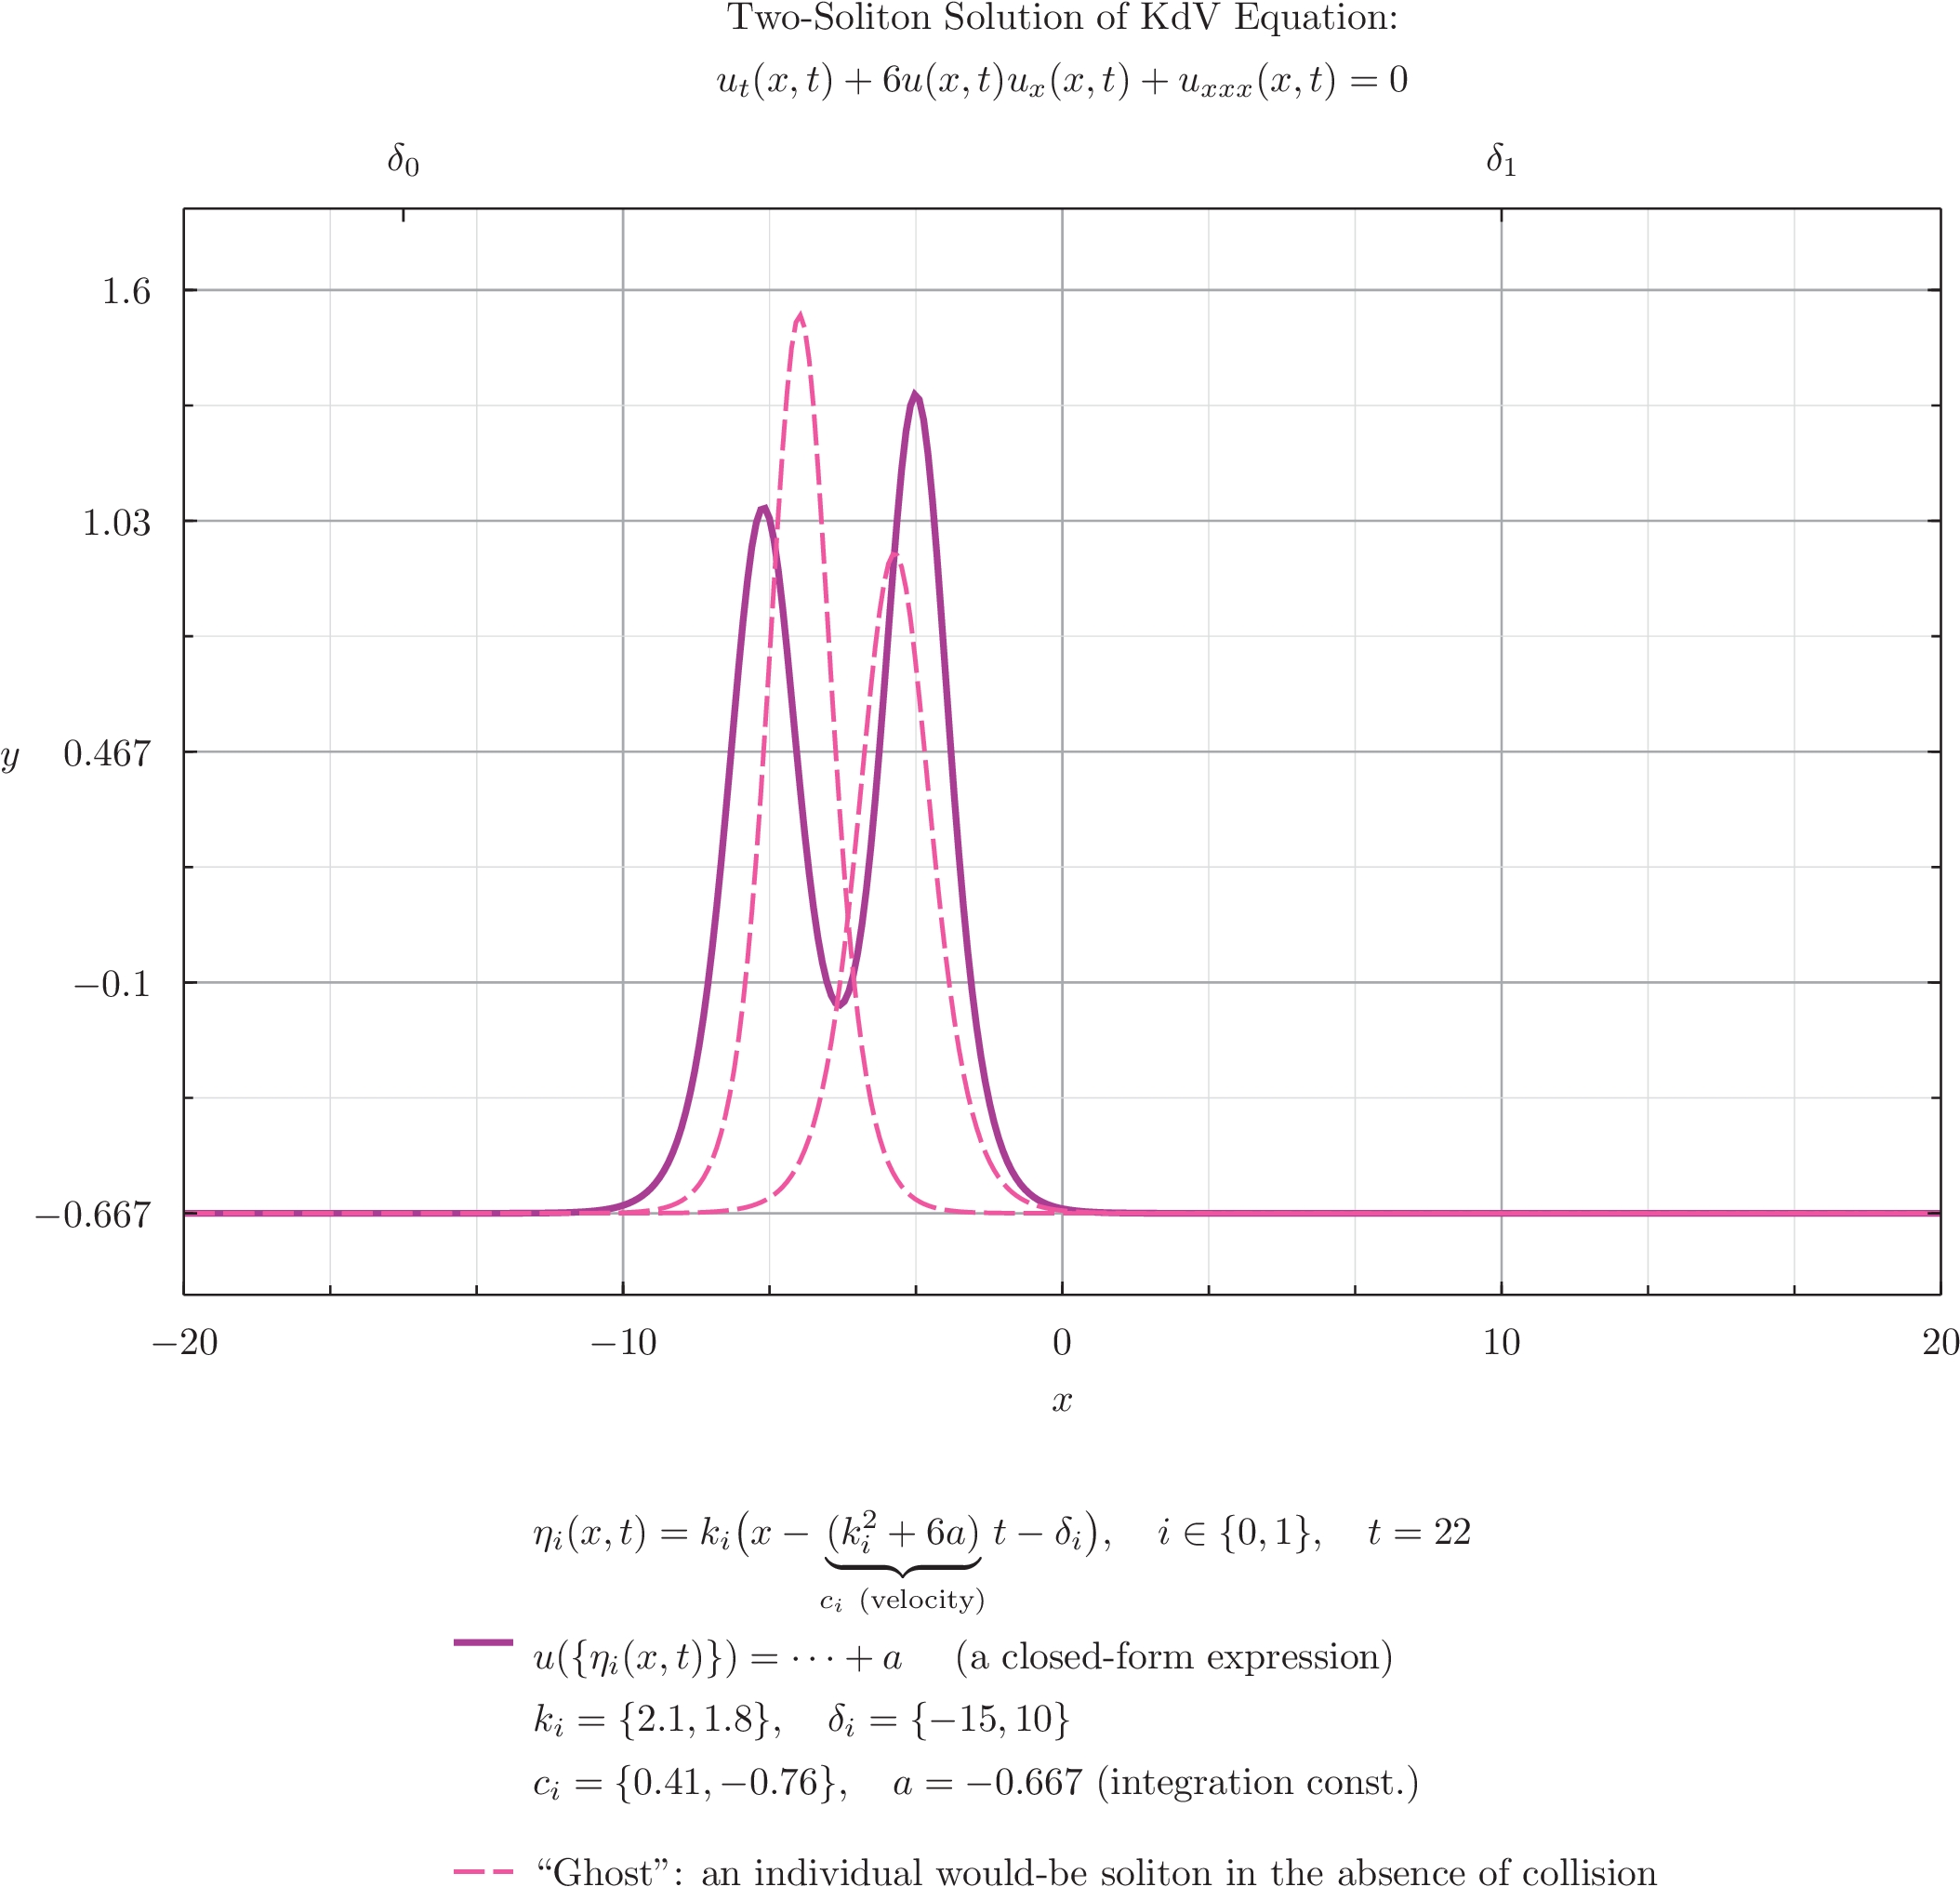 Two-Soliton Solution of KdV Equation:
u_t(x, t) + 6u(x, t)u_x(x, t) + u_{xxx}(x, t) = 0
δ_0 δ_1
1.6
1.03
y 0.467
−0.1
−0.667
−20 −10 0 10 20
x
η_i(x, t) = k_i(x − (k_i^2 + 6a) t − δ_i), i ∈ {0, 1}, t = 22
c_i (velocity)
u({η_i(x, t)}) = ⋯ + a (a closed-form expression)
k_i = {2.1, 1.8}, δ_i = {−15, 10}
c_i = {0.41, −0.76}, a = −0.667 (integration const.)
“Ghost”: an individual would-be soliton in the absence of collision